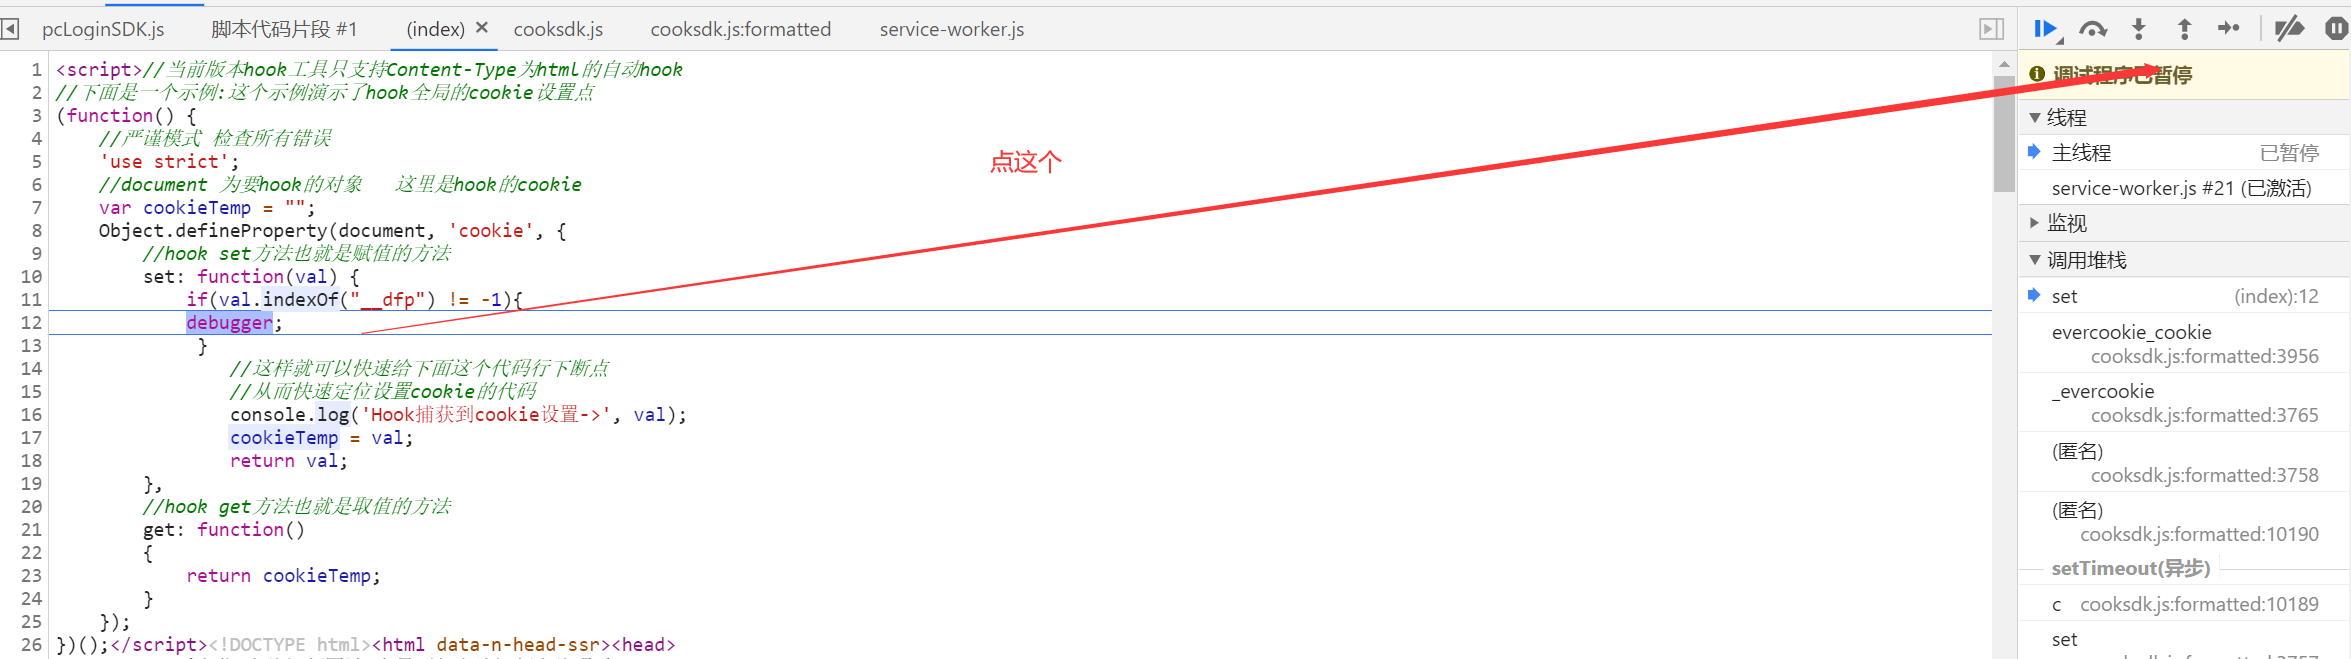 pcLoginSDK.js 脚本代码片段 #1 (index) × cooksdk.js cooksdk.js:formatted service-worker.js
1 <script>//当前版本hook工具只支持Content-Type为html的自动hook
2 //下面是一个示例:这个示例演示了hook全局的cookie设置点
3 (function() {
4 //严谨模式 检查所有错误
5 'use strict';
6 //document 为要hook的对象 这里是hook的cookie
7 var cookieTemp = "";
8 Object.defineProperty(document, 'cookie', {
9 //hook set方法也就是赋值的方法
10 set: function(val) {
11 if(val.indexOf("__dfp") != -1){
12 debugger;
13 }
14 //这样就可以快速给下面这个代码行下断点
15 //从而快速定位设置cookie的代码
16 console.log('Hook捕获到cookie设置->', val);
17 cookieTemp = val;
18 return val;
19 },
20 //hook get方法也就是取值的方法
21 get: function()
22 {
23 return cookieTemp;
24 }
25 });
26 })();</script><!DOCTYPE html><html data-n-head-ssr><head>
点这个
调试程序已暂停
线程
主线程 已暂停
service-worker.js #21 (已激活)
监视
调用堆栈
set (index):12
evercookie_cookie
cooksdk.js:formatted:3956
_evercookie
cooksdk.js:formatted:3765
(匿名)
cooksdk.js:formatted:3758
(匿名)
cooksdk.js:formatted:10190
setTimeout(异步)
c cooksdk.js:formatted:10189
set